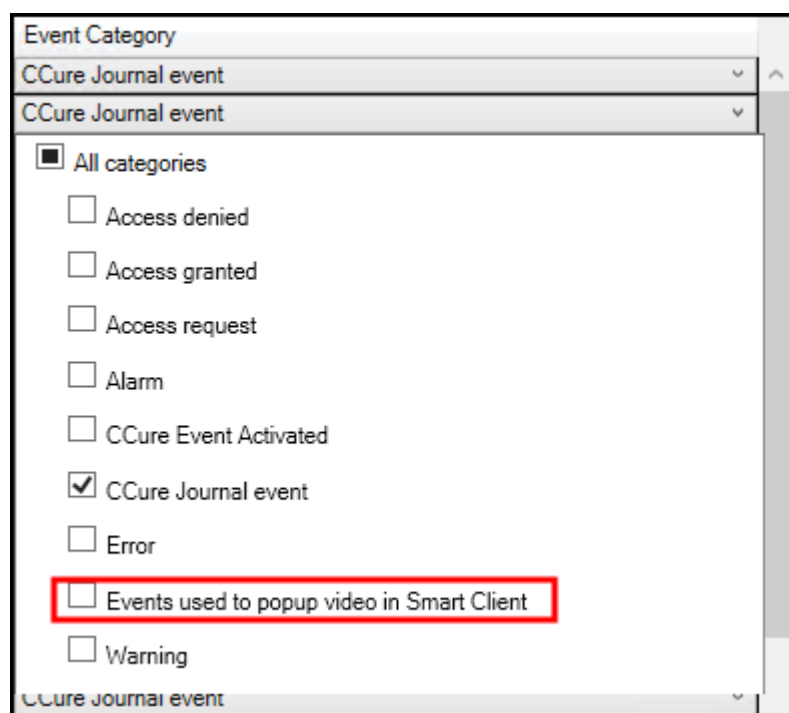 Event Category
CCure Journal event
CCure Journal event
All categories
Access denied
Access granted
Access request
Alarm
CCure Event Activated
CCure Journal event
Error
Events used to popup video in Smart Client
Warning
CCure Journal event